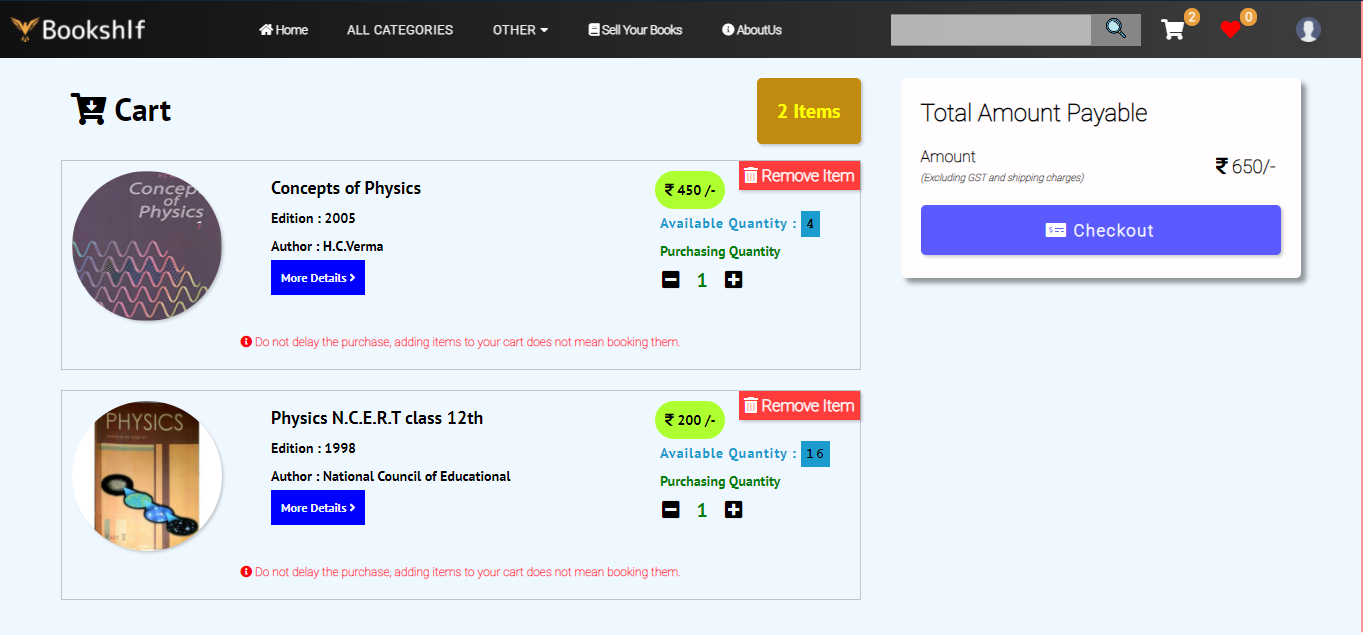 Bookshlf
Home
ALL CATEGORIES
OTHER
Sell Your Books
AboutUs
2
0
Cart
2 Items
Concepts of Physics
Edition : 2005
Author : H.C.Verma
More Details
₹ 450 /-
Remove Item
Available Quantity : 4
Purchasing Quantity
1
Concep
of
Physics
1
Do not delay the purchase, adding items to your cart does not mean booking them.
PHYSICS
Physics N.C.E.R.T class 12th
Edition : 1998
Author : National Council of Educational
More Details
₹ 200 /-
Remove Item
Available Quantity : 16
Purchasing Quantity
1
Do not delay the purchase, adding items to your cart does not mean booking them.
Total Amount Payable
Amount
(Excluding GST and shipping charges)
₹ 650/-
Checkout